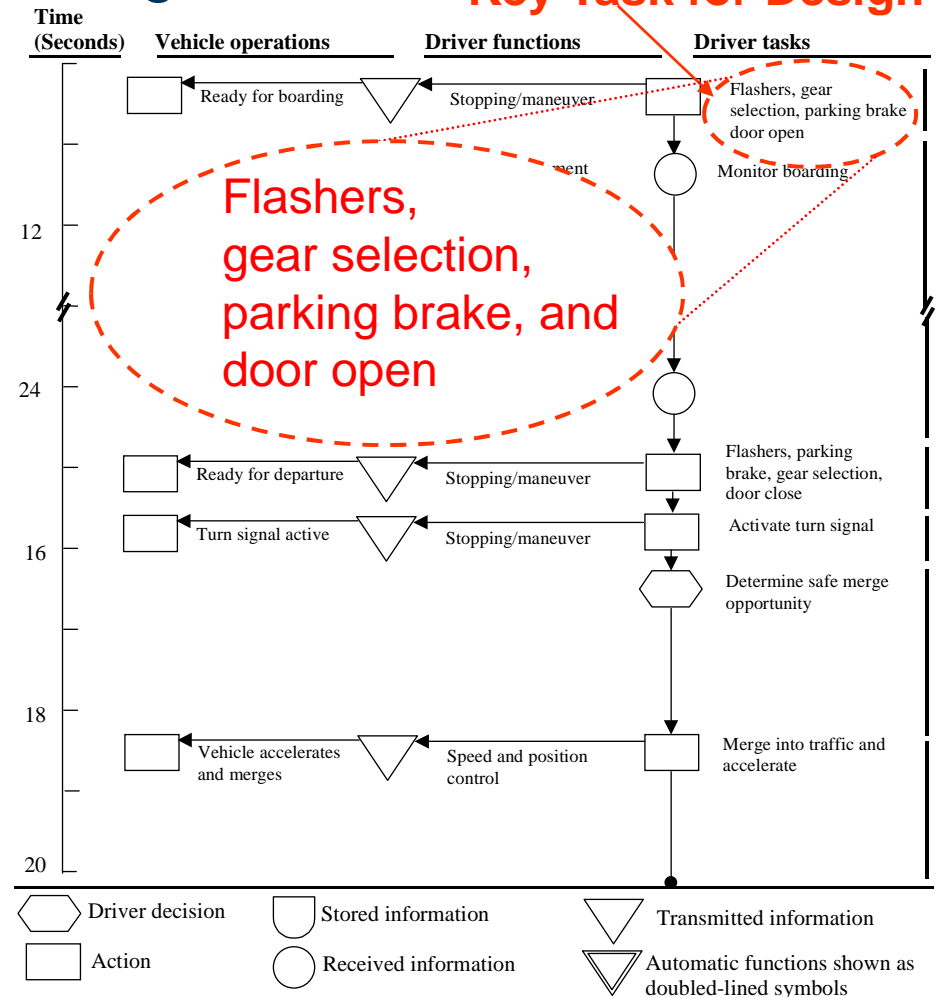 Key Task for Design
Time
(Seconds)
Vehicle operations
Driver functions
Driver tasks
Ready for boarding
Stopping/maneuver
Flashers, gear
selection, parking brake
door open
Monitor boarding
Flashers,
gear selection,
parking brake, and
door open
12
24
Ready for departure
Stopping/maneuver
Flashers, parking
brake, gear selection,
door close
Turn signal active
Stopping/maneuver
Activate turn signal
16
Determine safe merge
opportunity
18
Vehicle accelerates
and merges
Speed and position
control
Merge into traffic and
accelerate
20
Driver decision
Stored information
Transmitted information
Action
Received information
Automatic functions shown as
doubled-lined symbols